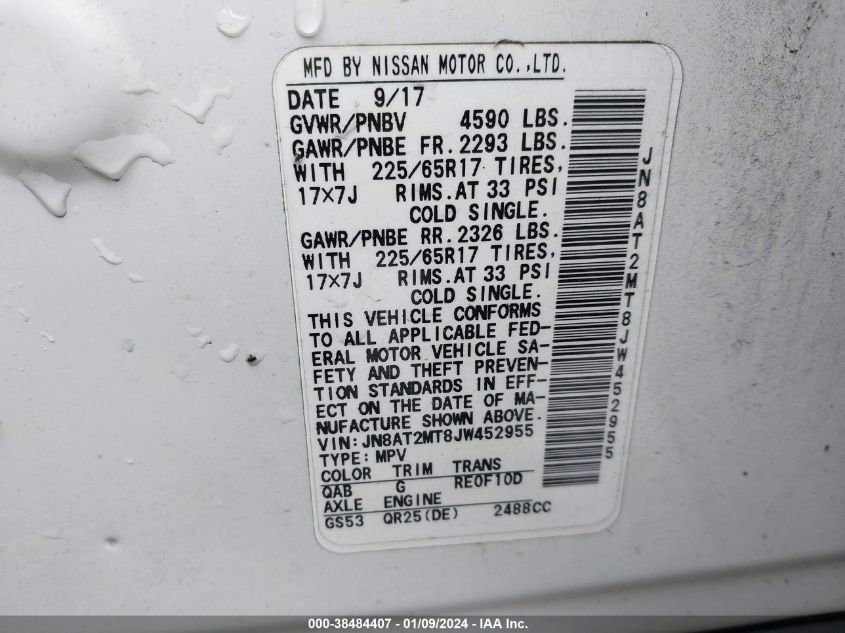 MFD BY NISSAN MOTOR CO.,LTD.
DATE 9/17
GVWR/PNBV 4590 LBS.
GAWR/PNBE FR.2293 LBS.
WITH 225/65R17 TIRES,
17×7J RIMS.AT 33 PSI
COLD SINGLE.
GAWR/PNBE RR.2326 LBS.
WITH 225/65R17 TIRES,
17×7J RIMS.AT 33 PSI
COLD SINGLE.
THIS VEHICLE CONFORMS
TO ALL APPLICABLE FED-
ERAL MOTOR VEHICLE SA-
FETY AND THEFT PREVEN-
TION STANDARDS IN EFF-
ECT ON THE DATE OF MA-
NUFACTURE SHOWN ABOVE.
VIN: JN8AT2MT8JW452955
TYPE: MPV
COLOR TRIM TRANS
QAB G RE0F10D
AXLE ENGINE
GS53 QR25(DE) 2488CC
JN8AT2MT8JW452955
000-38484407 - 01/09/2024 - IAA Inc.